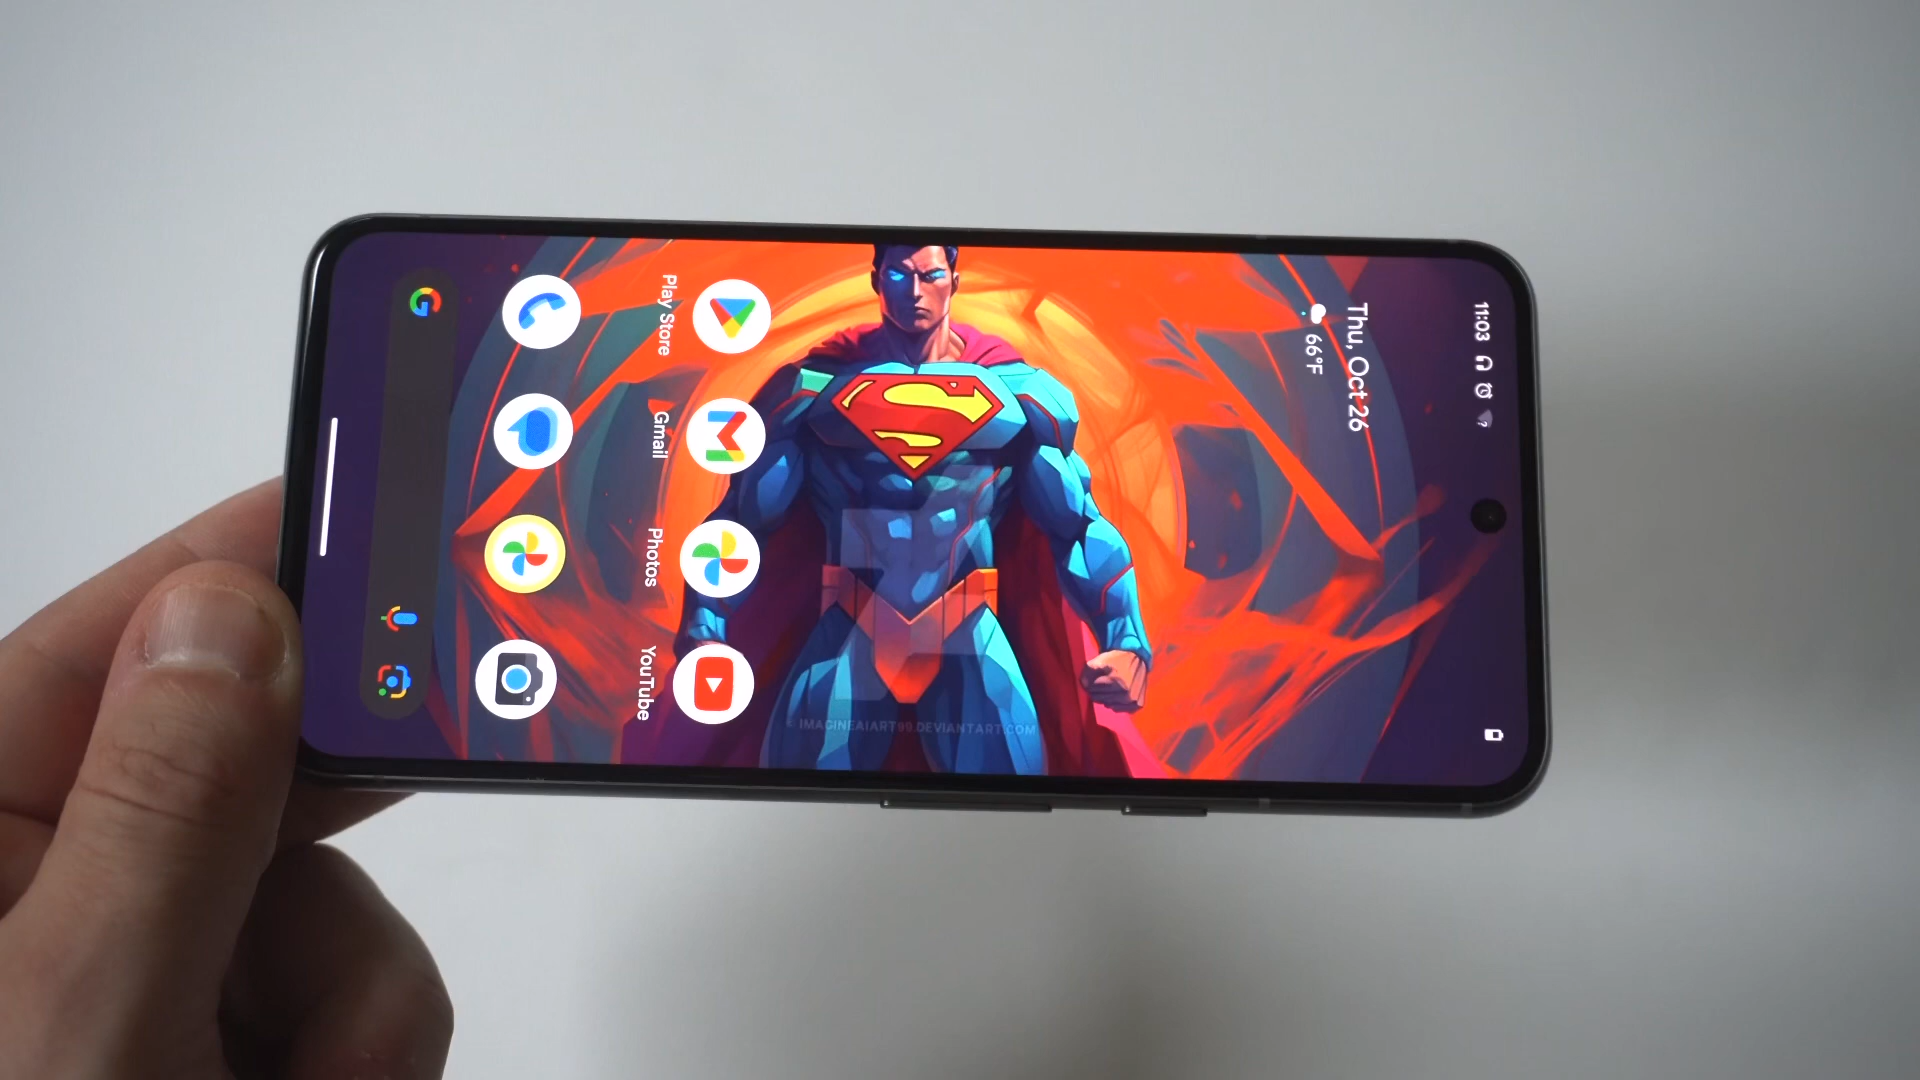 11:03
Thu, Oct 26
66°F
Play Store
Gmail
Photos
YouTube
© IMAGINEAIART99.DEVIANTART.COM